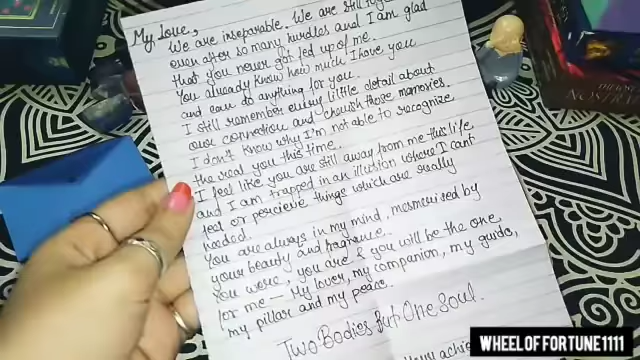 My Love,
We are inseparable. We are still toge
even after so many hurdles and I am glad
that you never got fed up of me.
You already know how much I love you
and can do anything for you.
I still remember every little detail about
our connection and cherish those memories.
I don't know why I'm not able to recognize
the real you this time.
I feel like you are still away from me this life
and I am trapped in an illusion where I can't
feel or percieve things which are really
needed.
You are always in my mind, mesmerised by
your beauty and fragrance.
You were, you are & you will be the one
for me — My lover, my companion, my guide,
my pillar and my peace.
Two Bodies But One Soul.
NOSTR
WHEEL OF FORTUNE1111